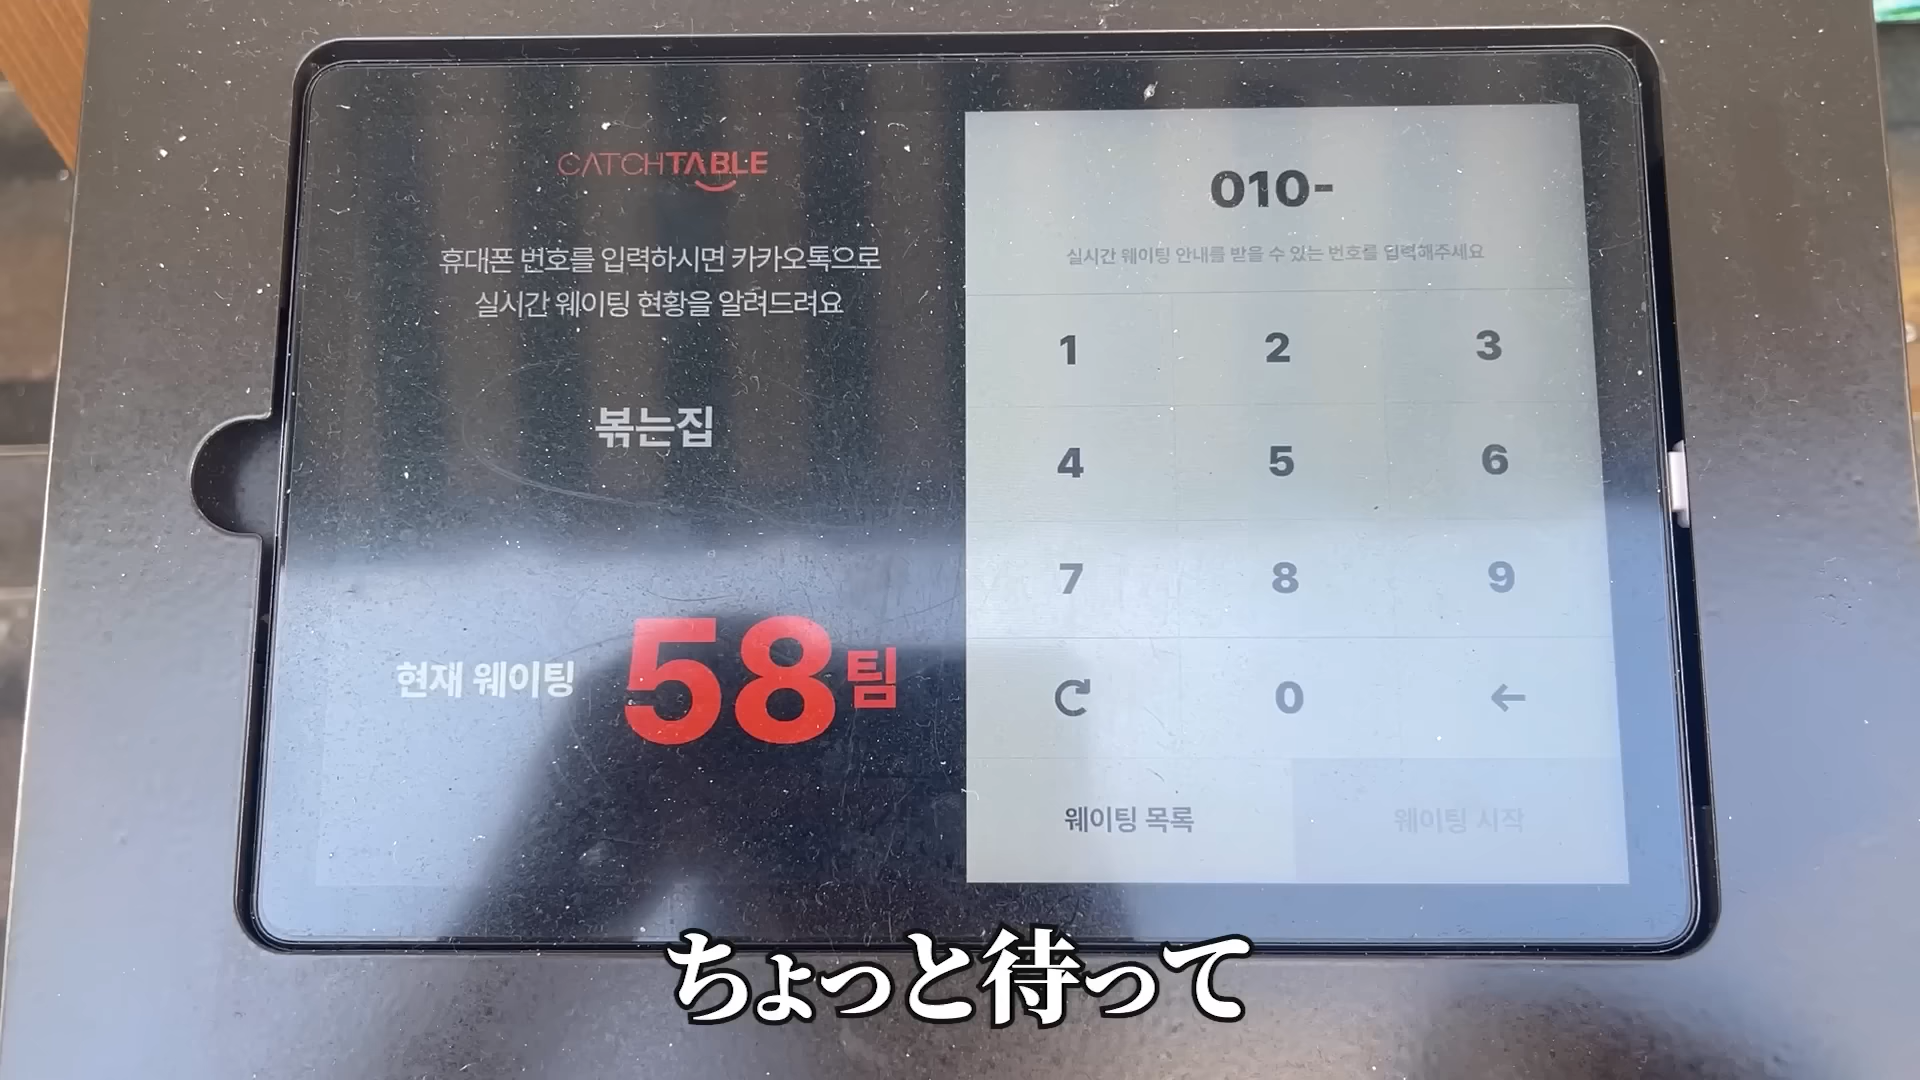 CATCHTABLE
휴대폰 번호를 입력하시면 카카오톡으로
실시간 웨이팅 현황을 알려드려요
볶는집
현재 웨이팅 58팀
010-
실시간 웨이팅 안내를 받을 수 있는 번호를 입력해주세요
1 2 3
4 5 6
7 8 9
0
웨이팅 목록 웨이팅 시작
ちょっと待って